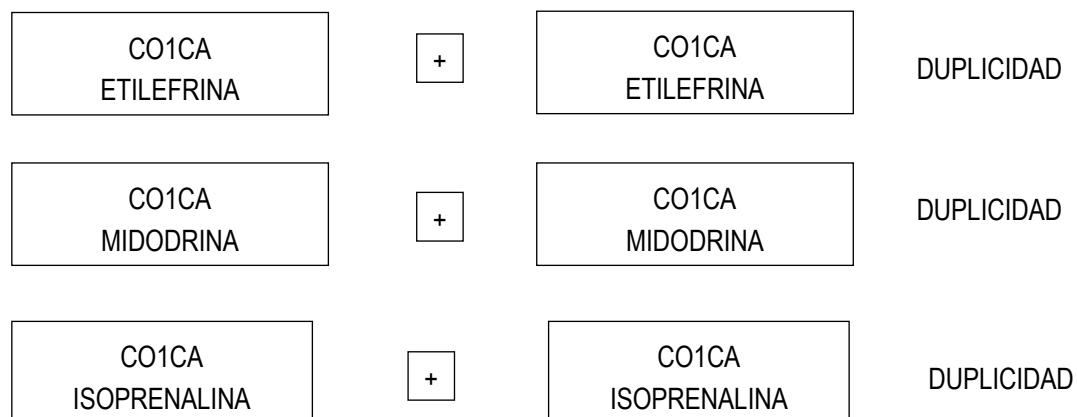 CO1CA
ETILEFRINA
+
CO1CA
ETILEFRINA
DUPLICIDAD
CO1CA
MIDODRINA
+
CO1CA
MIDODRINA
DUPLICIDAD
CO1CA
ISOPRENALINA
+
CO1CA
ISOPRENALINA
DUPLICIDAD